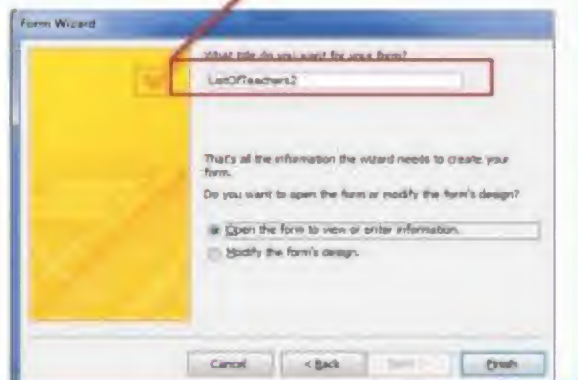 Form Wizard
What title do you want for your form?
ListOfTeachers2
That's all the information the wizard needs to create your
form.
Do you want to open the form or modify the form's design?
Open the form to view or enter information.
Modify the form's design.
Cancel
< Back
Next >
Finish